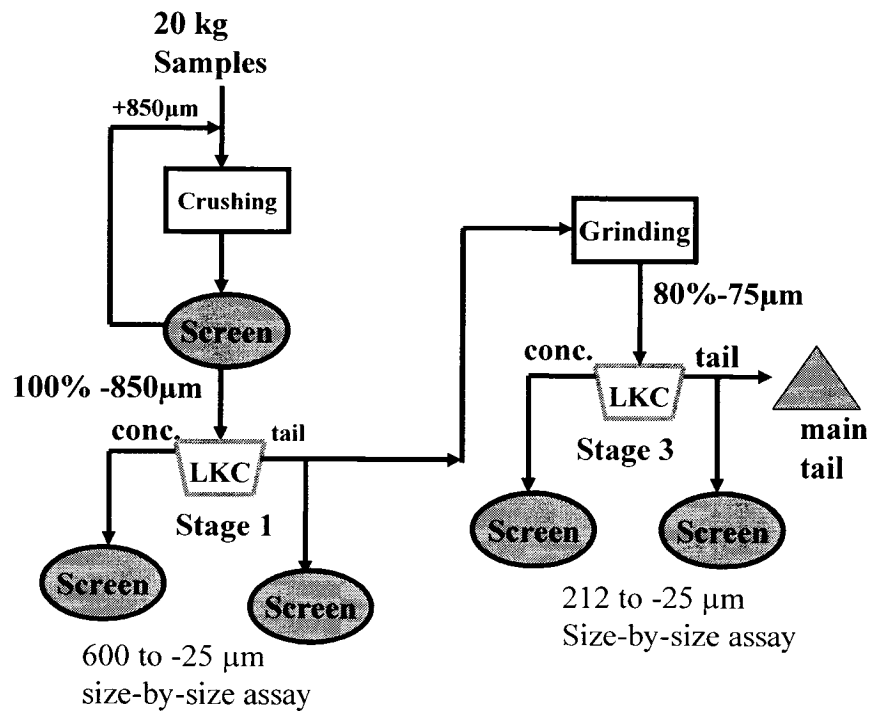 20 kg
Samples
+850µm
Crushing
Screen
100% -850µm
conc.
tail
LKC
Stage 1
Screen
Screen
600 to -25 µm
size-by-size assay
Grinding
80%-75µm
conc.
tail
LKC
Stage 3
main
tail
Screen
Screen
212 to -25 µm
Size-by-size assay